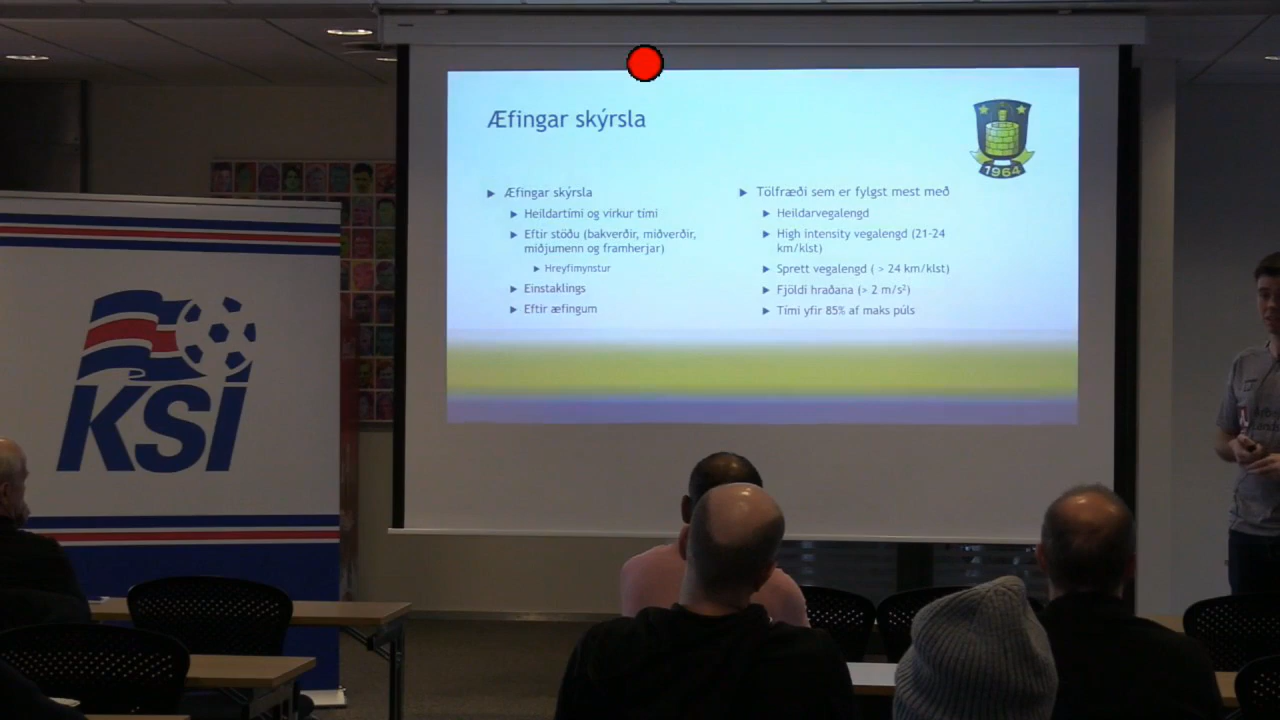 Æfingar skýrsla
1964
Æfingar skýrsla
Heildartími og virkur tími
Eftir stöðu (bakverðir, miðverðir,
miðjumenn og framherjar)
Hreyfimynstur
Einstaklings
Eftir æfingum
Tölfræði sem er fylgst mest með
Heildarvegalengd
High intensity vegalengd (21-24
km/klst)
Sprett vegalengd ( > 24 km/klst)
Fjöldi hraðana (> 2 m/s²)
Tími yfir 85% af maks púls
KSÍ